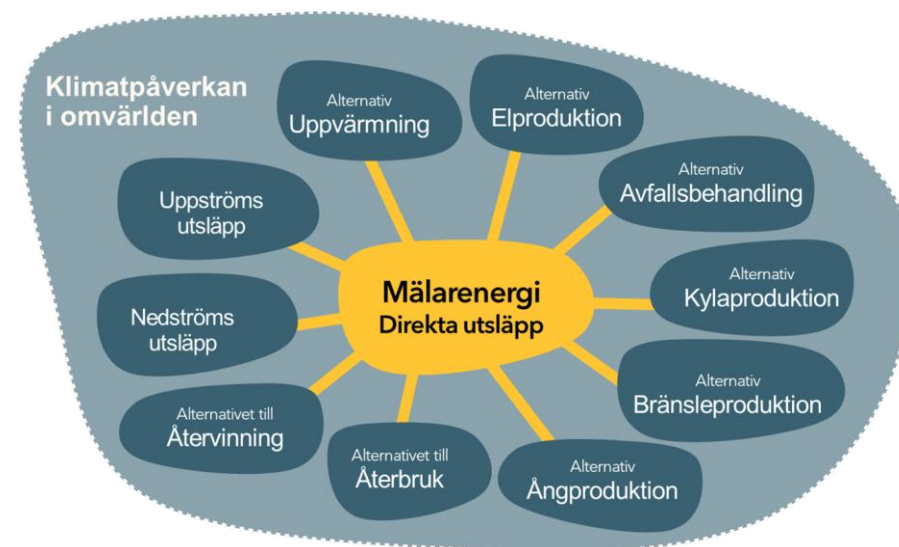 Klimatpåverkan
i omvärlden
Alternativ
Uppvärmning
Alternativ
Elproduktion
Alternativ
Avfallsbehandling
Alternativ
Kylaproduktion
Alternativ
Bränsleproduktion
Alternativ
Ångproduktion
Alternativet till
Återbruk
Alternativet till
Återvinning
Nedströms
utsläpp
Uppströms
utsläpp
Mälarenergi
Direkta utsläpp